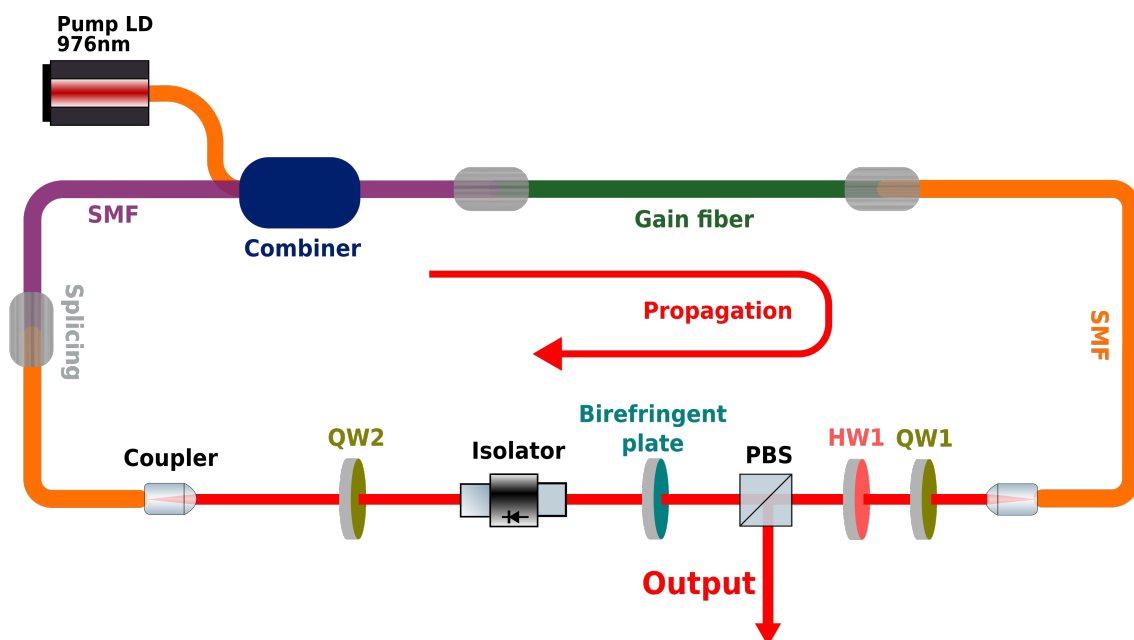 Pump LD
976nm
SMF
Combiner
Gain fiber
Splicing
Propagation
SMF
Birefringent
plate
QW2
Isolator
PBS
HW1
QW1
Coupler
Output